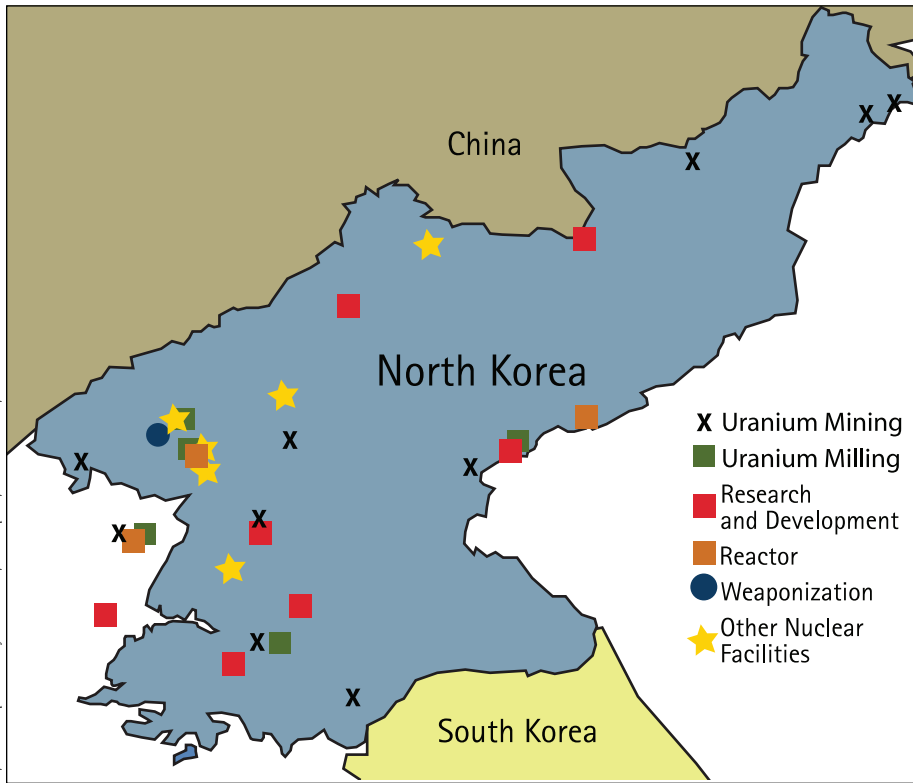 China
North Korea
X Uranium Mining
Uranium Milling
Research
and Development
Reactor
Weaponization
Other Nuclear
Facilities
South Korea